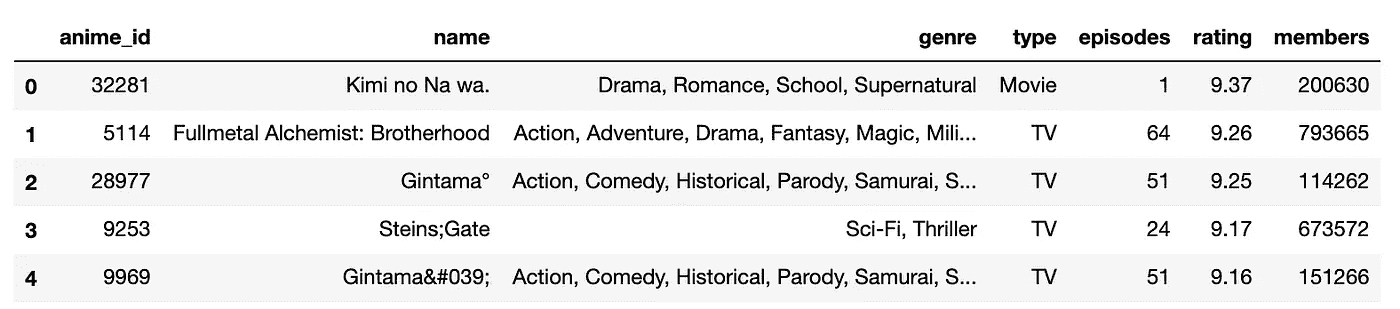 anime_id name genre type episodes rating members
0 32281 Kimi no Na wa. Drama, Romance, School, Supernatural Movie 1 9.37 200630
1 5114 Fullmetal Alchemist: Brotherhood Action, Adventure, Drama, Fantasy, Magic, Mili... TV 64 9.26 793665
2 28977 Gintama° Action, Comedy, Historical, Parody, Samurai, S... TV 51 9.25 114262
3 9253 Steins;Gate Sci-Fi, Thriller TV 24 9.17 673572
4 9969 Gintama&#039; Action, Comedy, Historical, Parody, Samurai, S... TV 51 9.16 151266